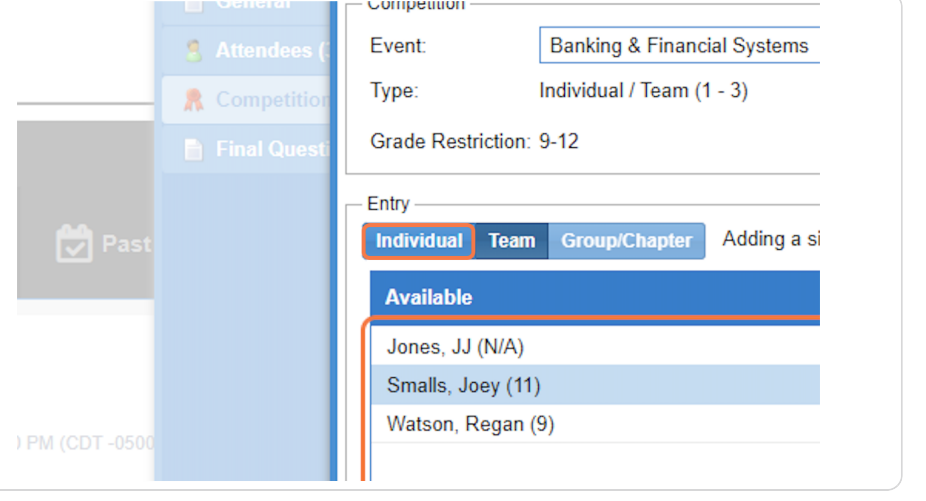 General
Competition
Attendees (
Event: Banking & Financial Systems
Type: Individual / Team (1 - 3)
Competition
Grade Restriction: 9-12
Final Questi
Entry
Individual Team Group/Chapter Adding a si
Past
Available
Jones, JJ (N/A)
Smalls, Joey (11)
Watson, Regan (9)
PM (CDT -0500